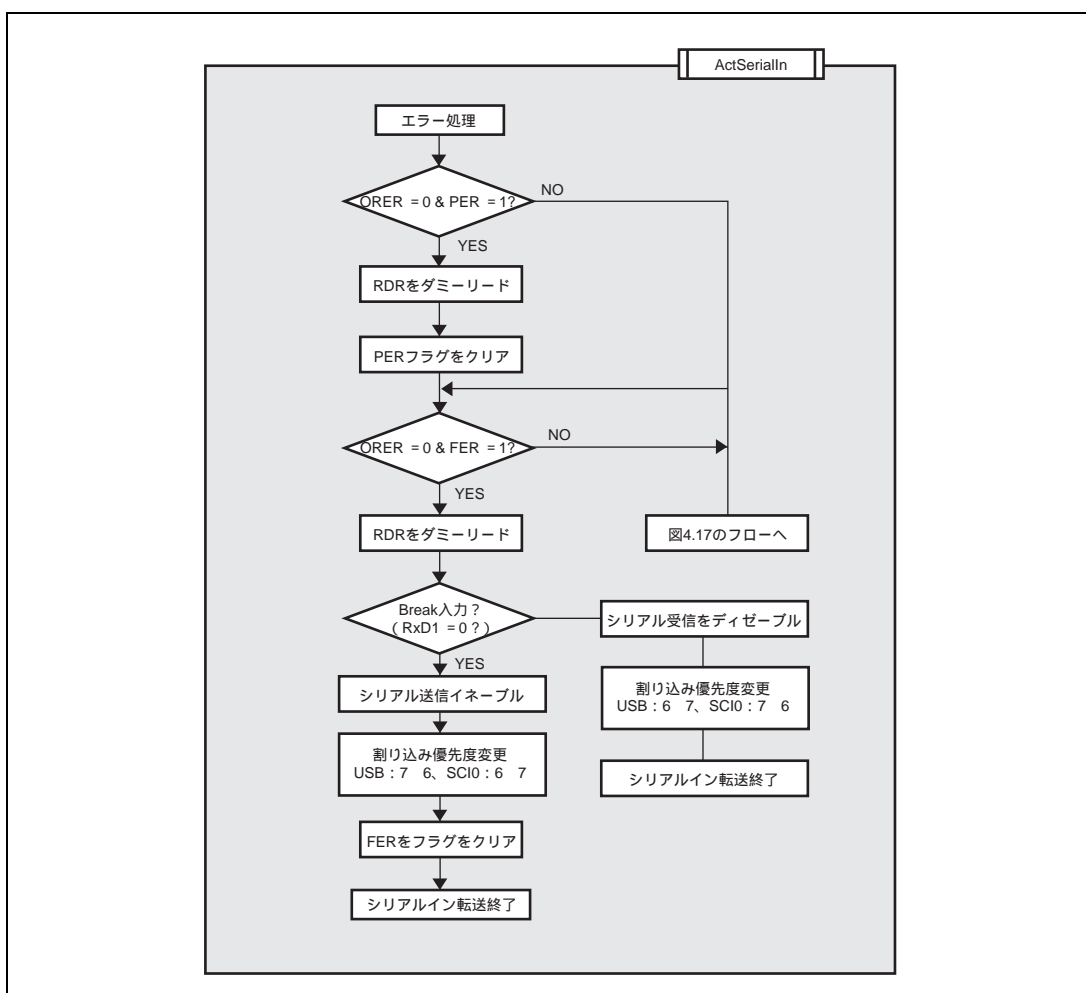 ActSerialIn
エラー処理
ORER = 0 & PER = 1?
NO
YES
RDRをダミーリード
PERフラグをクリア
ORER = 0 & FER = 1?
NO
YES
RDRをダミーリード
図4.17のフローへ
Break入力？
（ RxD1 = 0？）
シリアル受信をディゼーブル
YES
シリアル送信イネーブル
割り込み優先度変更
USB：6 7、SCI0：7 6
割り込み優先度変更
USB：7 6、SCI0：6 7
シリアルイン転送終了
FERをフラグをクリア
シリアルイン転送終了